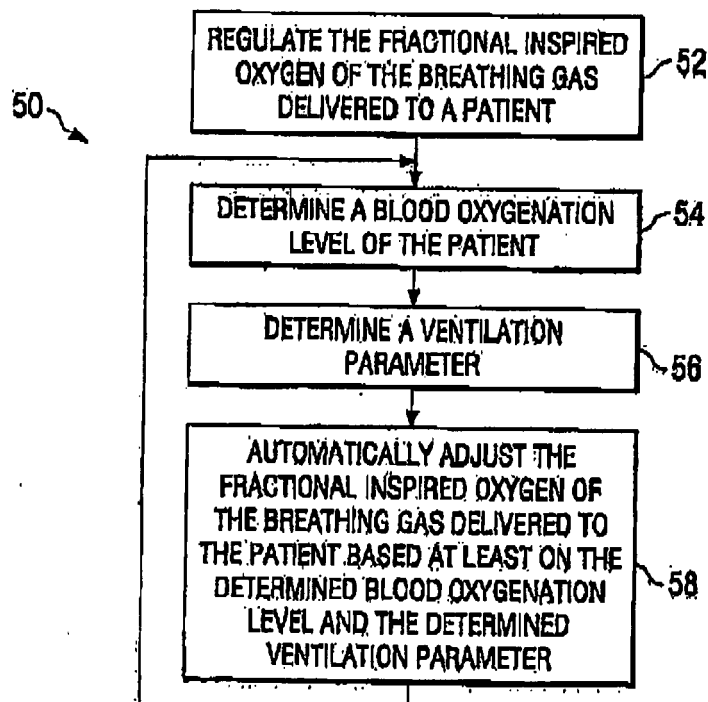 REGULATE THE FRACTIONAL INSPIRED
OXYGEN OF THE BREATHING GAS
DELIVERED TO A PATIENT
52
50
DETERMINE A BLOOD OXYGENATION
LEVEL OF THE PATIENT
54
DETERMINE A VENTILATION
PARAMETER
56
AUTOMATICALLY ADJUST THE
FRACTIONAL INSPIRED OXYGEN OF
THE BREATHING GAS DELIVERED TO
THE PATIENT BASED AT LEAST ON THE
DETERMINED BLOOD OXYGENATION
LEVEL AND THE DETERMINED
VENTILATION PARAMETER
58